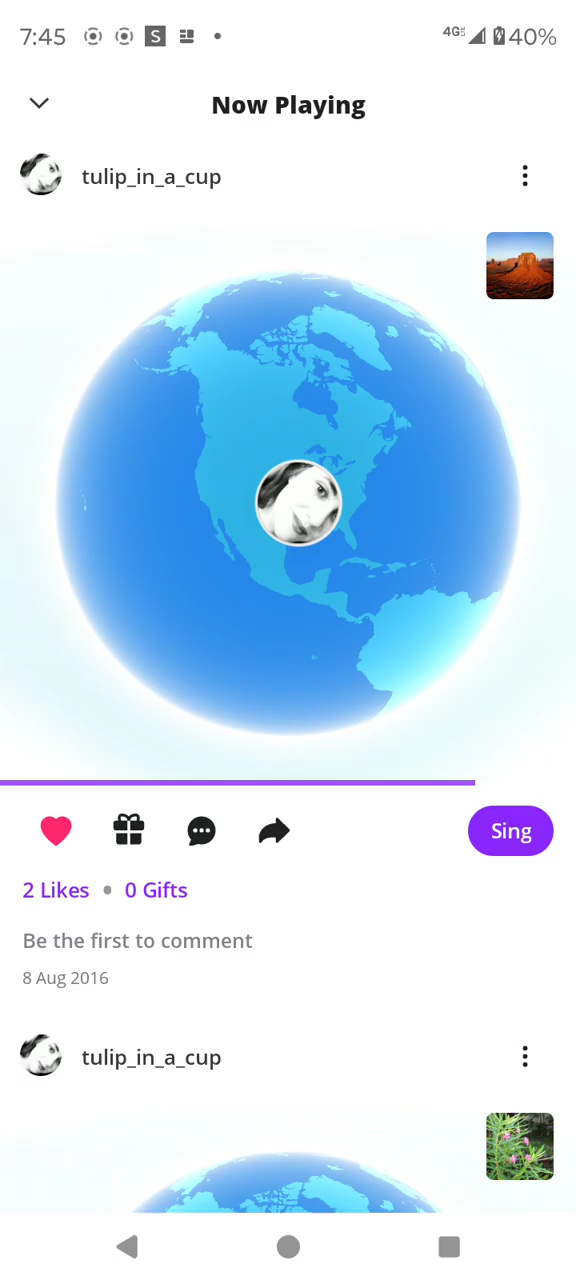 7:45 S 4G 40%
Now Playing
tulip_in_a_cup
Sing
2 Likes • 0 Gifts
Be the first to comment
8 Aug 2016
tulip_in_a_cup